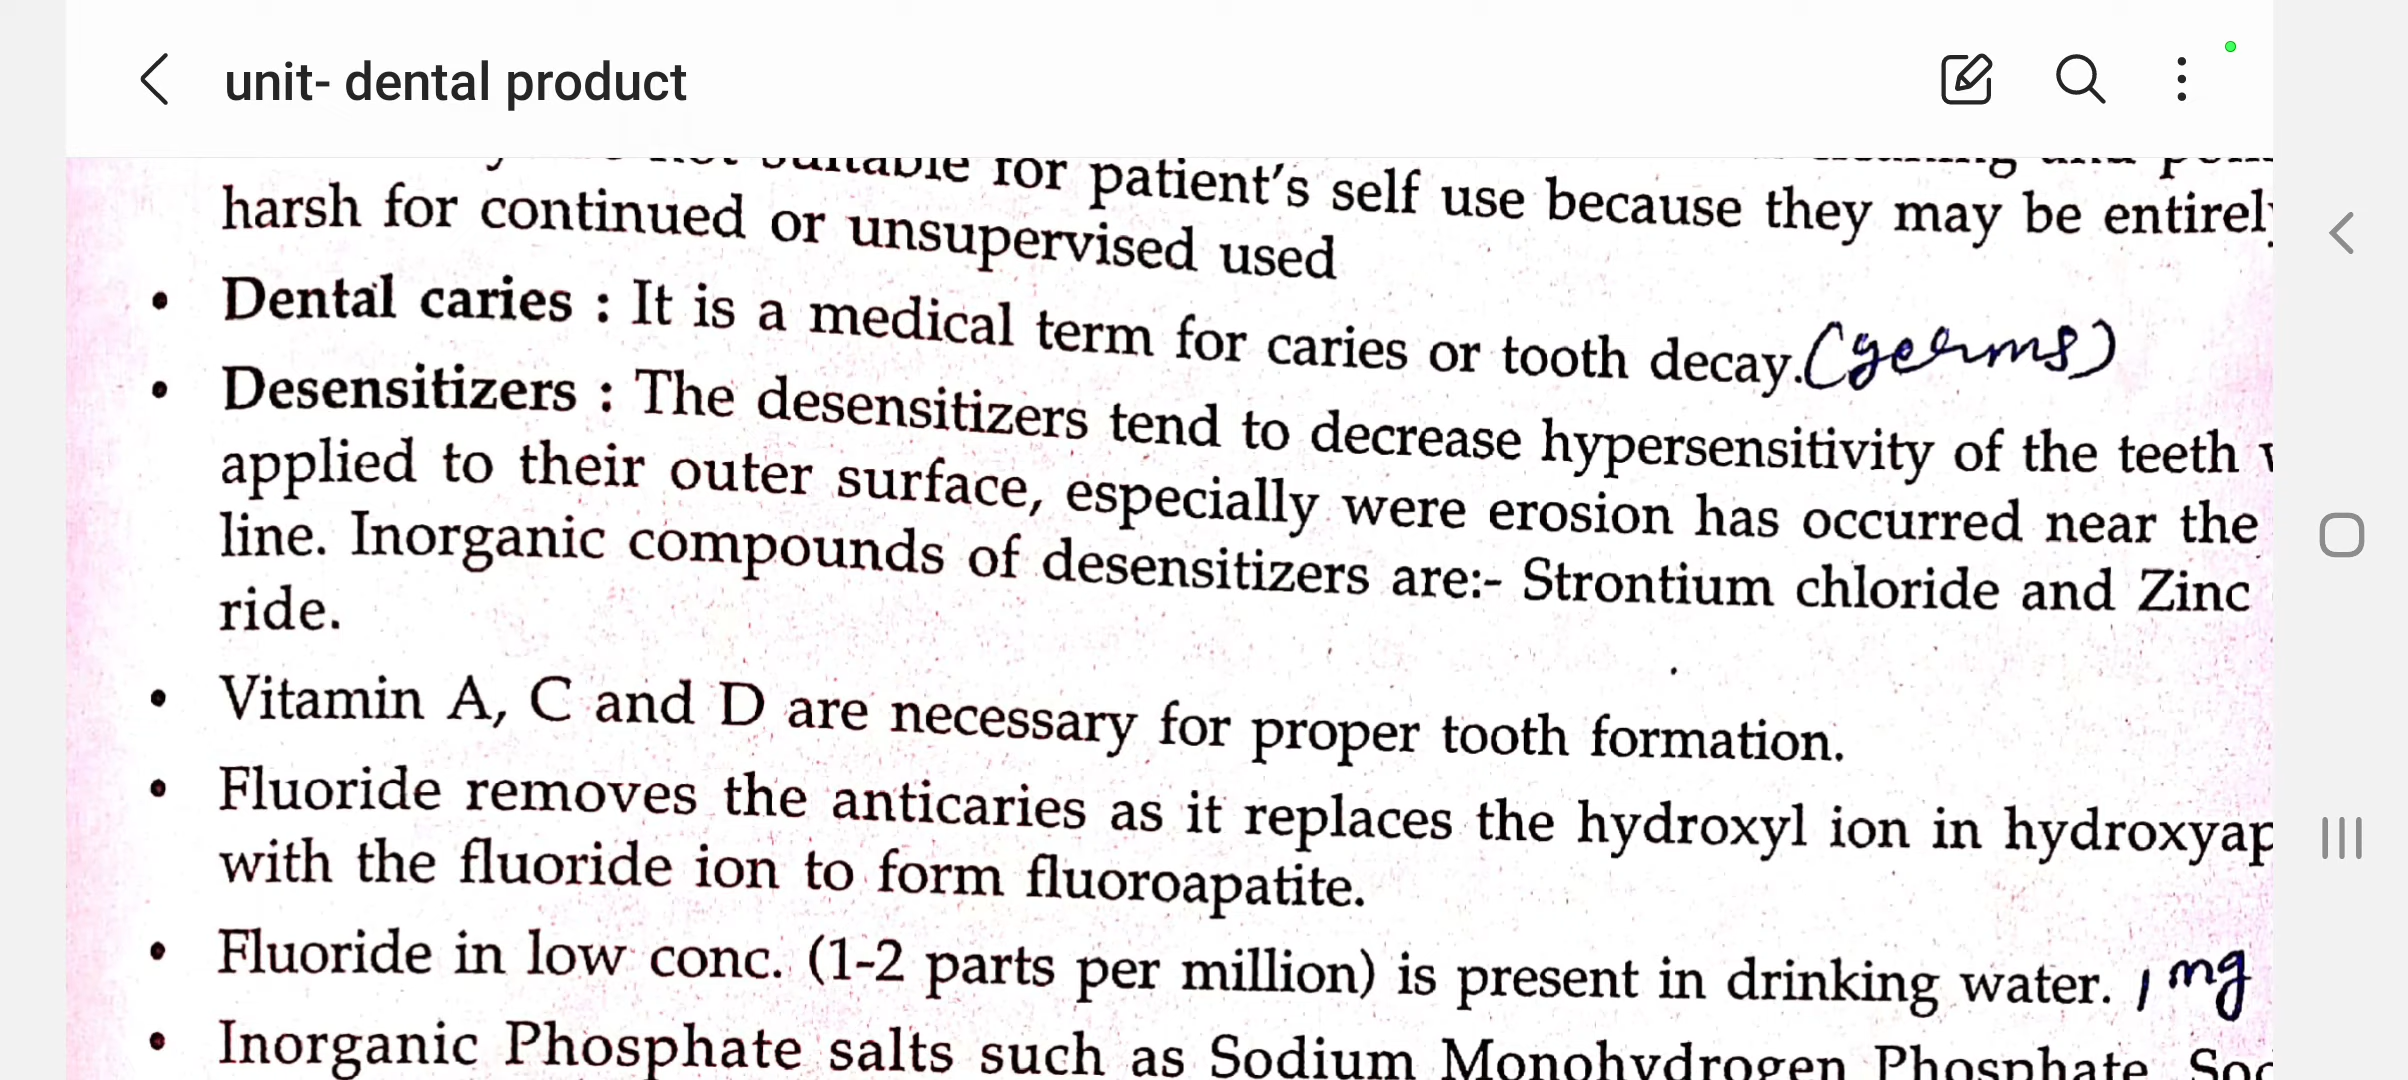 unit- dental product
suitable for patient's self use because they may be entirely
harsh for continued or unsupervised used
• Dental caries : It is a medical term for caries or tooth decay. (germs)
• Desensitizers : The desensitizers tend to decrease hypersensitivity of the teeth
applied to their outer surface, especially were erosion has occurred near the
line. Inorganic compounds of desensitizers are:- Strontium chloride and Zinc
ride.
• Vitamin A, C and D are necessary for proper tooth formation.
• Fluoride removes the anticaries as it replaces the hydroxyl ion in hydroxyap
with the fluoride ion to form fluoroapatite.
• Fluoride in low conc. (1-2 parts per million) is present in drinking water. 1 mg
• Inorganic Phosphate salts such as Sodium Monohydrogen Phosphate, Soc